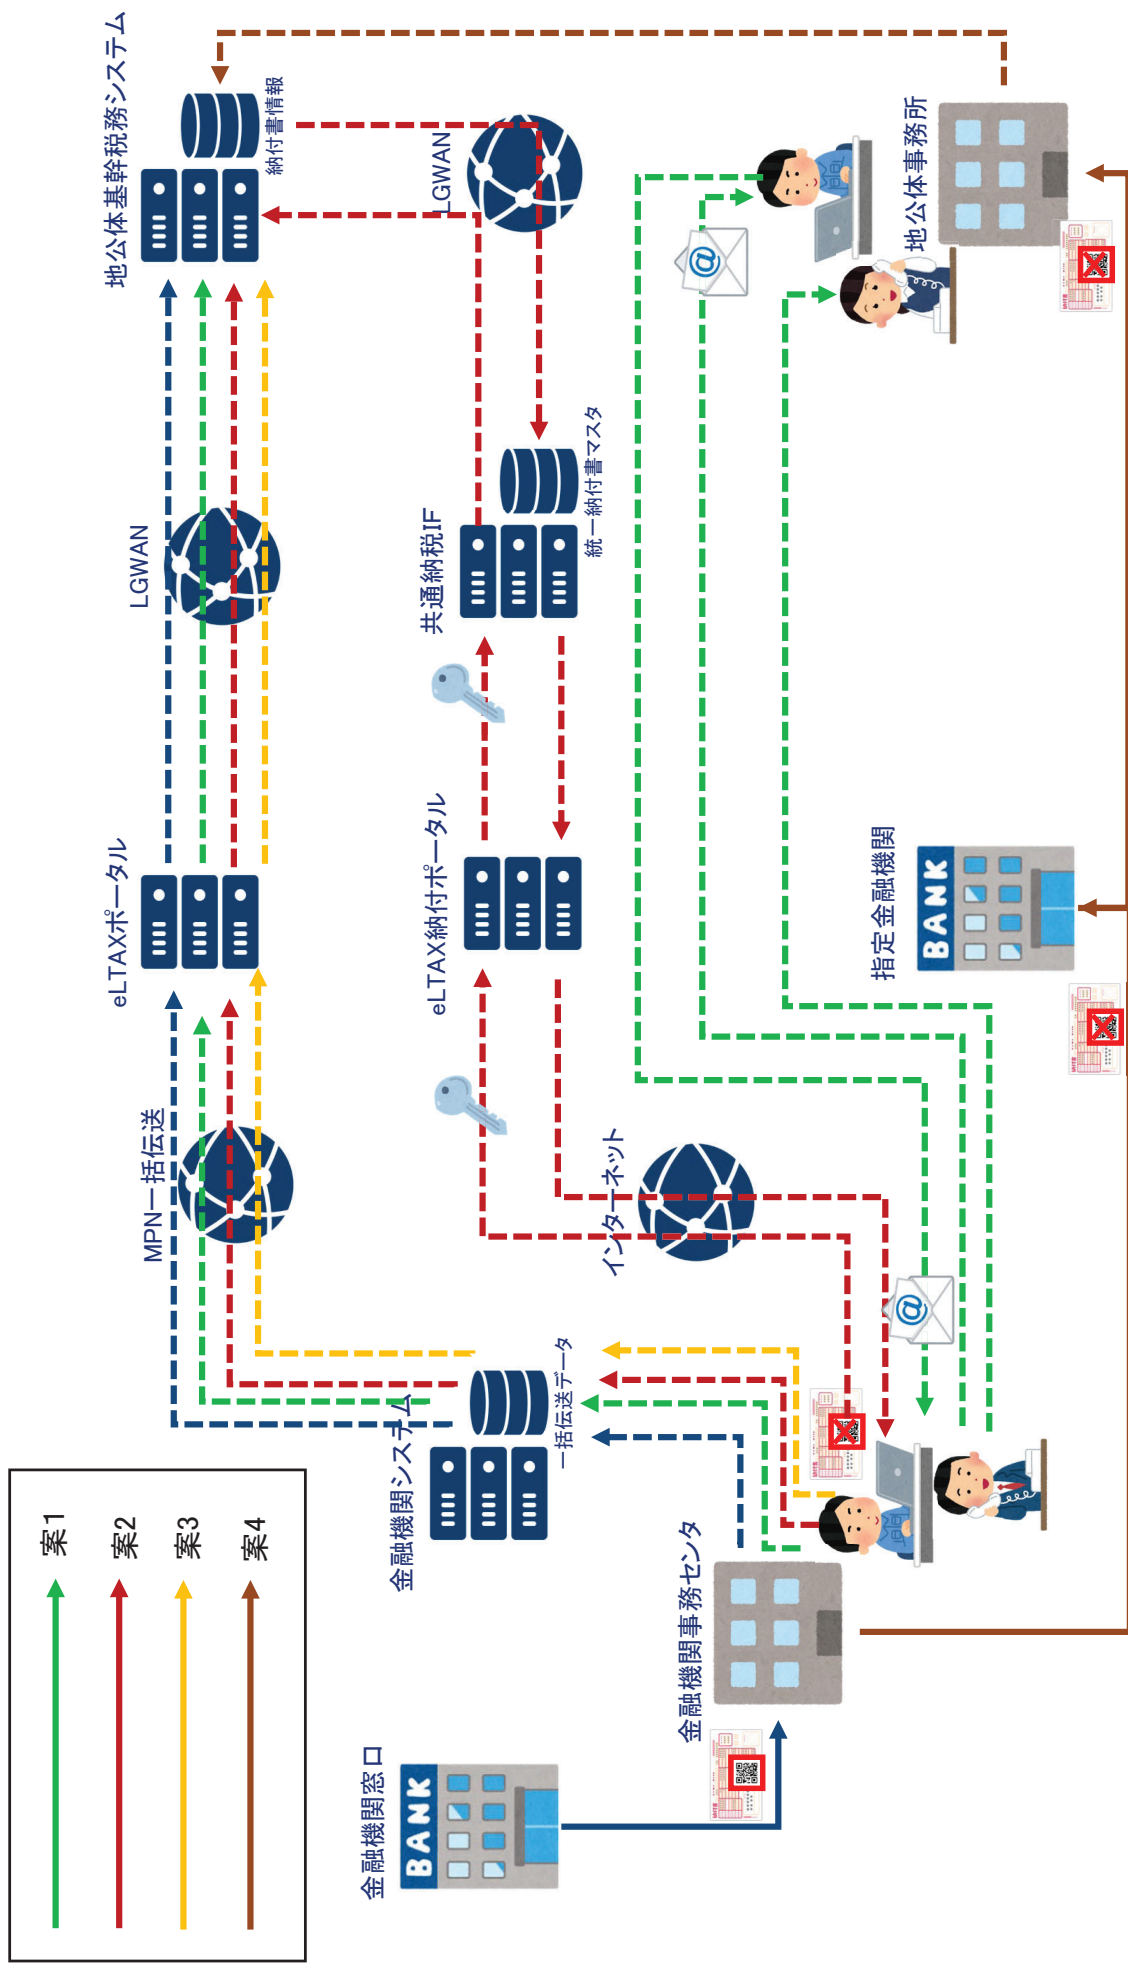 案1
案2
案3
案4
金融機関窓口
BANK
金融機関事務センタ
金融機関システム
一括伝送データ
MPN一括伝送
インターネット
eLTAXポータル
eLTAX納付ポータル
指定金融機関
BANK
LGWAN
共通納税IF
統一納付書マスタ
地公体基幹税務システム
納付書情報
LGWAN
地公体事務所
@
@